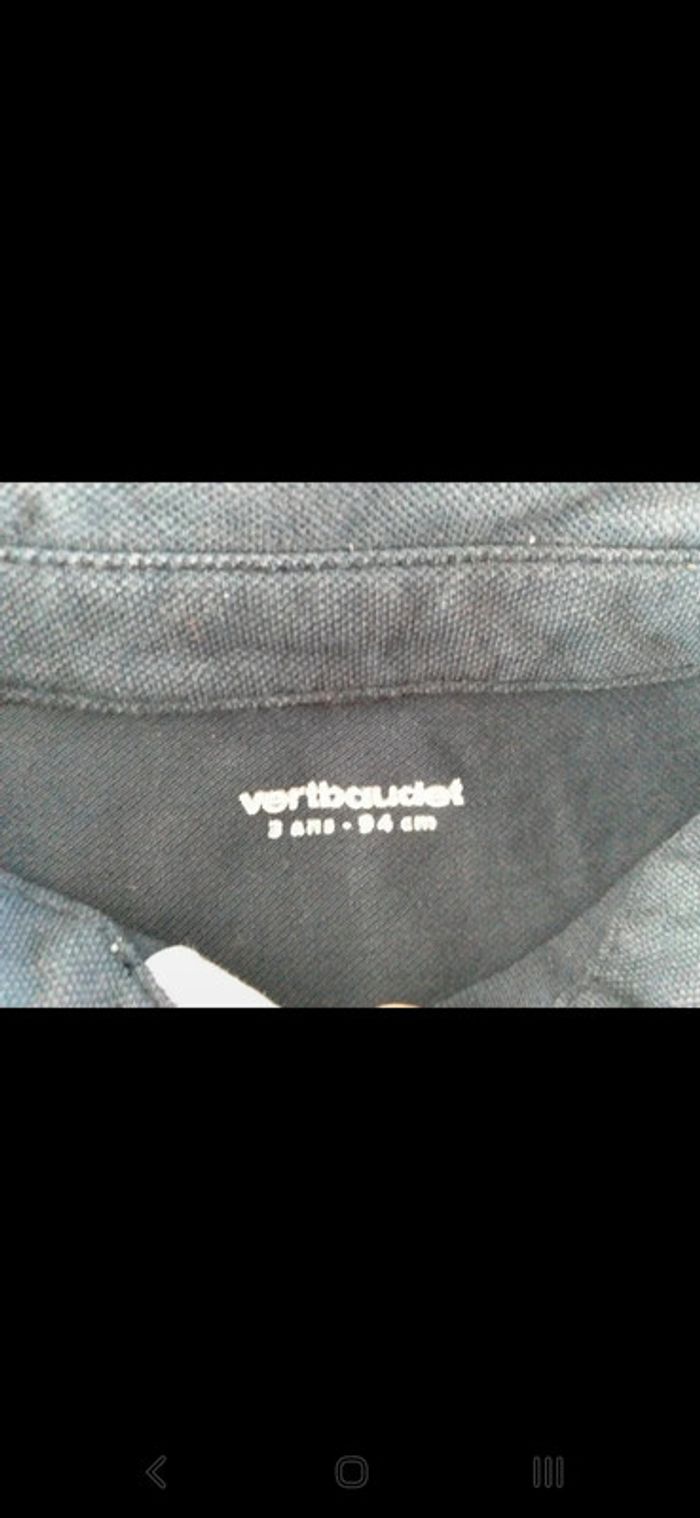 vertbaudet
3 ans • 94 cm